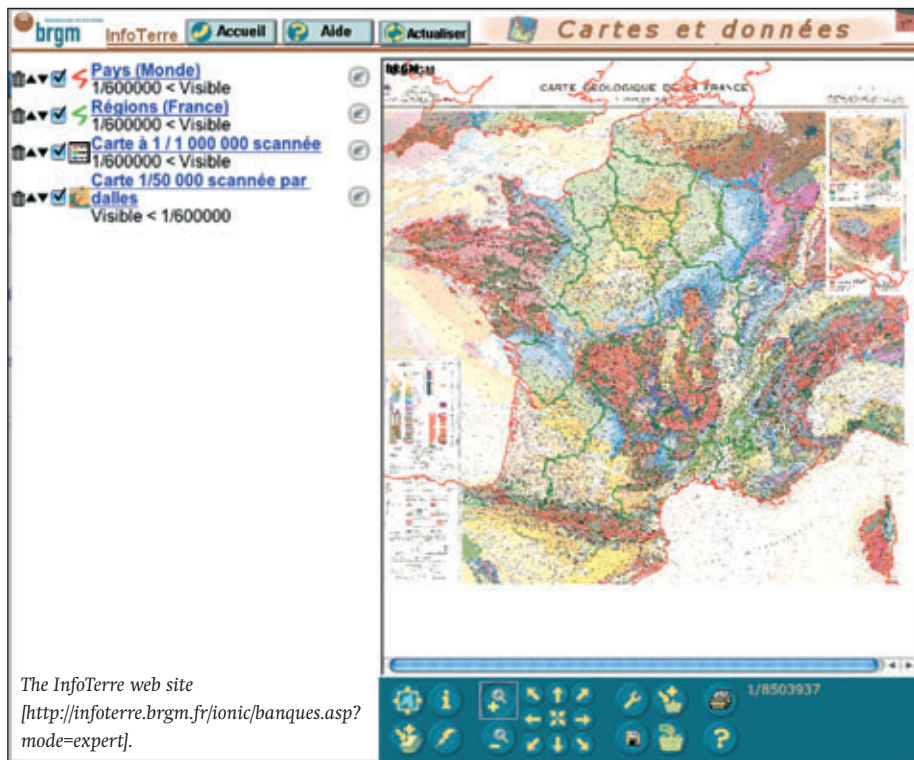 brgm InfoTerre Accueil Aide Actualiser Cartes et données
Pays (Monde)
1/600000 < Visible
Régions (France)
1/600000 < Visible
Carte à 1 / 1 000 000 scannée
1/600000 < Visible
Carte 1/50 000 scannée par
dalles
Visible < 1/600000
BRGM
CARTE GEOLOGIQUE DE LA FRANCE
1/8503937
The InfoTerre web site
[http://infoterre.brgm.fr/ionic/banques.asp?
mode=expert].